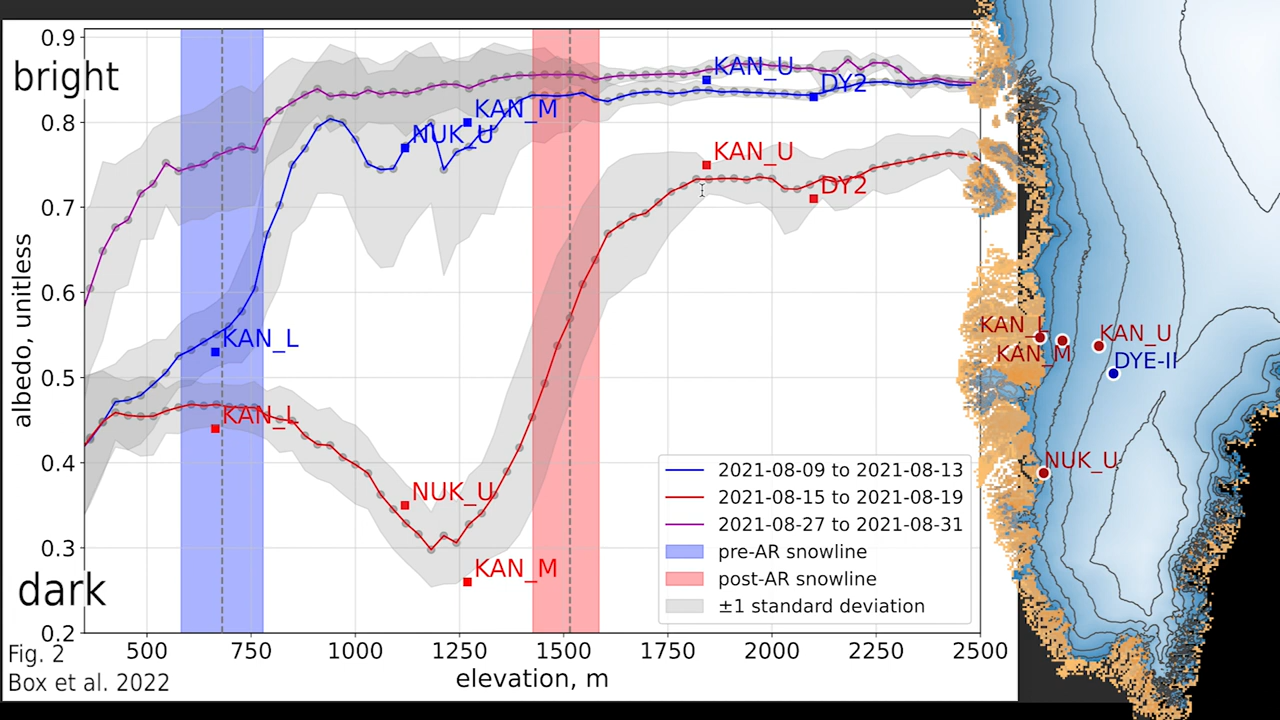 0.9
bright
0.8
0.7
0.6
0.5
0.4
0.3
dark
0.2
albedo, unitless
KAN_U
DY2
KAN_M
NUK_U
KAN_U
DY2
KAN_L
KAN_L
NUK_U
KAN_M
2021-08-09 to 2021-08-13
2021-08-15 to 2021-08-19
2021-08-27 to 2021-08-31
pre-AR snowline
post-AR snowline
±1 standard deviation
500 750 1000 1250 1500 1750 2000 2250 2500
elevation, m
Fig. 2
Box et al. 2022
KAN_L
KAN_M
KAN_U
DYE-II
NUK_U